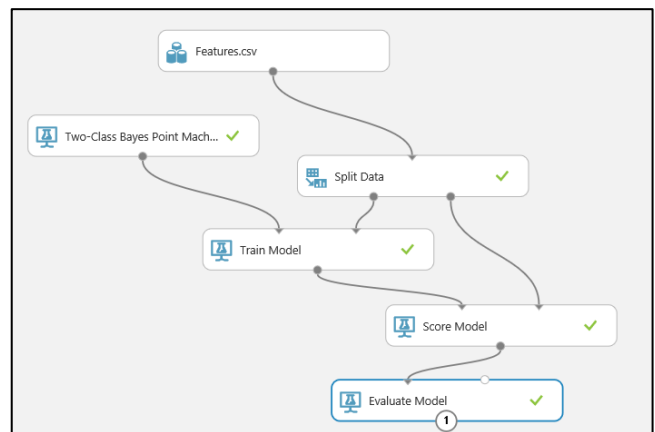 Features.csv
Two-Class Bayes Point Mach...
Split Data
Train Model
Score Model
Evaluate Model
1